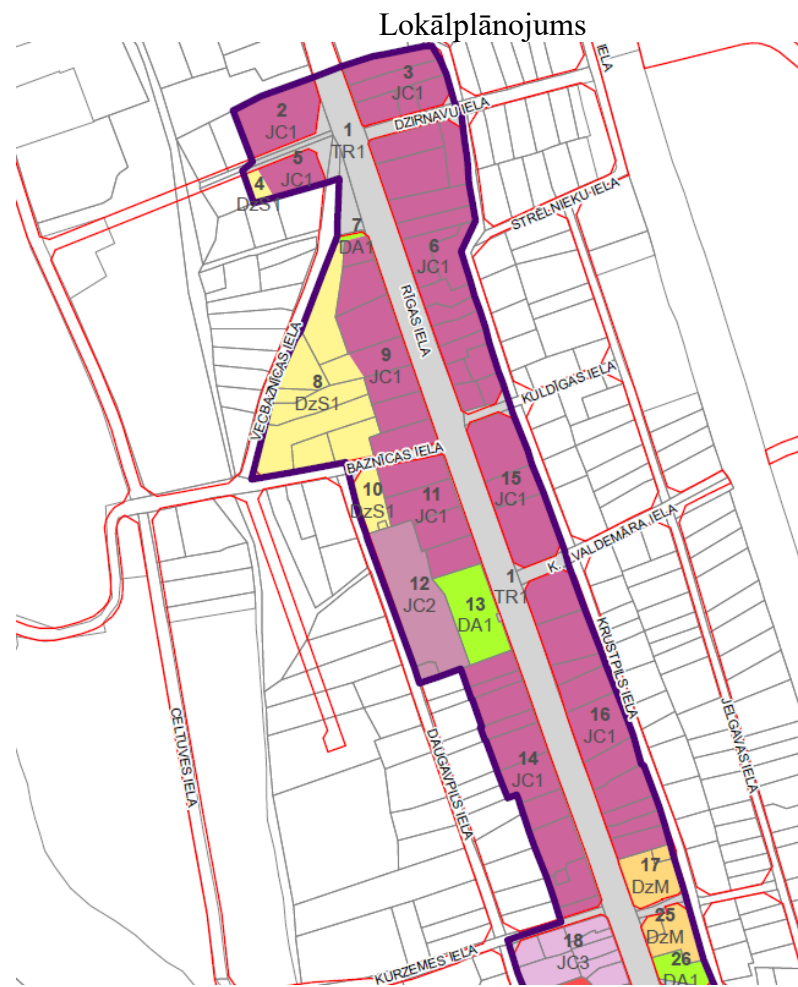 Lokālplānojums
IELA
3
JC1
2
JC1
DZIRNAVU IELA
1
TR1
5
JC1
4
DzS1
STRĒLNIEKU IELA
7
DA1
6
JC1
RĪGAS IELA
VECBAZNĪCAS IELA
9
JC1
8
DzS1
KULDĪGAS IELA
BAZNĪCAS IELA
10
DzS1
11
JC1
15
JC1
K. VALDEMĀRA IELA
12
JC2
13
DA1
1
TR1
KRUSTPILS IELA
CELTUVES IELA
DAUGAVPILS IELA
14
JC1
16
JC1
JELGAVAS IELA
17
DzM
25
DzM
18
JC3
26
DA1
KURZEMES IELA